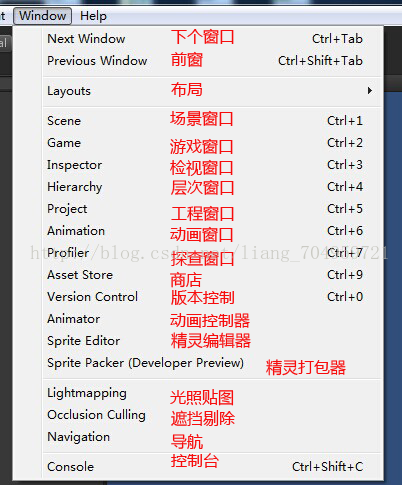 Window Help
Next Window 下个窗口 Ctrl+Tab
Previous Window 前窗 Ctrl+Shift+Tab
Layouts 布局
Scene 场景窗口 Ctrl+1
Game 游戏窗口 Ctrl+2
Inspector 检视窗口 Ctrl+3
Hierarchy 层次窗口 Ctrl+4
Project 工程窗口 Ctrl+5
Animation 动画窗口 Ctrl+6
Profiler 探查窗口 Ctrl+7
Asset Store 商店 Ctrl+9
Version Control 版本控制 Ctrl+0
Animator 动画控制器
Sprite Editor 精灵编辑器
Sprite Packer (Developer Preview) 精灵打包器
Lightmapping 光照贴图
Occlusion Culling 遮挡剔除
Navigation 导航
Console 控制台 Ctrl+Shift+C